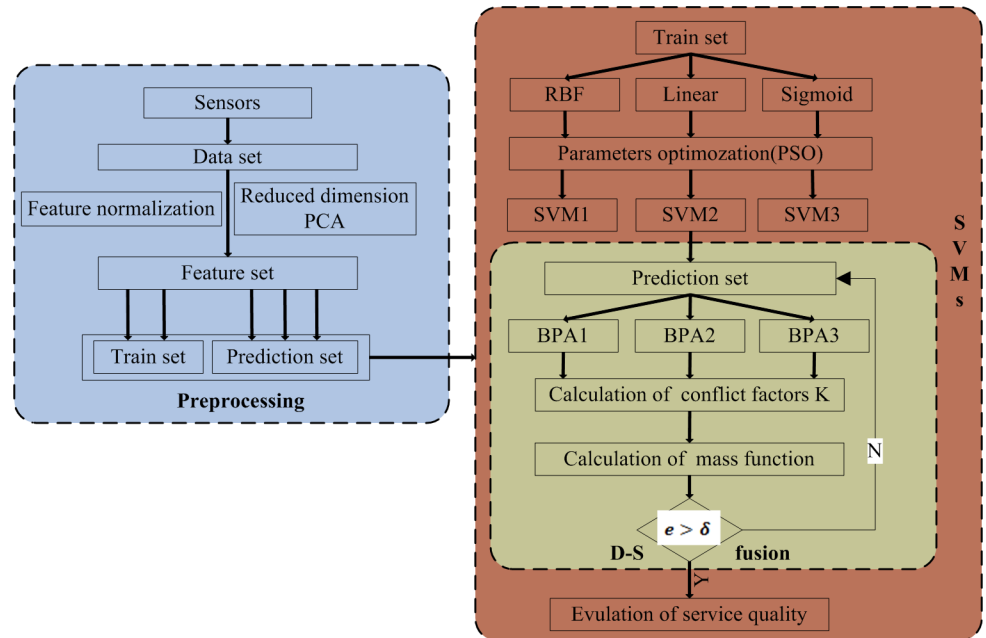 Sensors
Data set
Feature normalization
Reduced dimension
PCA
Feature set
Train set
Prediction set
Preprocessing
Train set
RBF
Linear
Sigmoid
Parameters optimozation(PSO)
SVM1
SVM2
SVM3
S
V
M
s
Prediction set
BPA1
BPA2
BPA3
Calculation of conflict factors K
Calculation of mass function
N
e > δ
D-S fusion
Y
Evulation of service quality